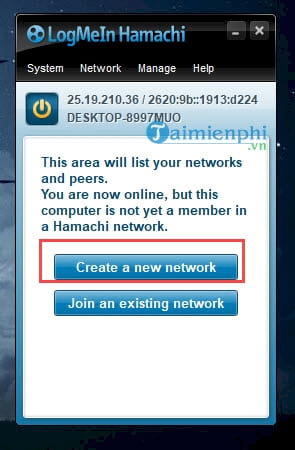 LogMeIn Hamachi
System Network Manage Help
25.19.210.36 / 2620:9b::1913:d224
DESKTOP-8997MUO
Taimienphi
.vn
This area will list your networks
and peers.
You are now online, but this
computer is not yet a member in
a Hamachi network.
Create a new network
Join an existing network